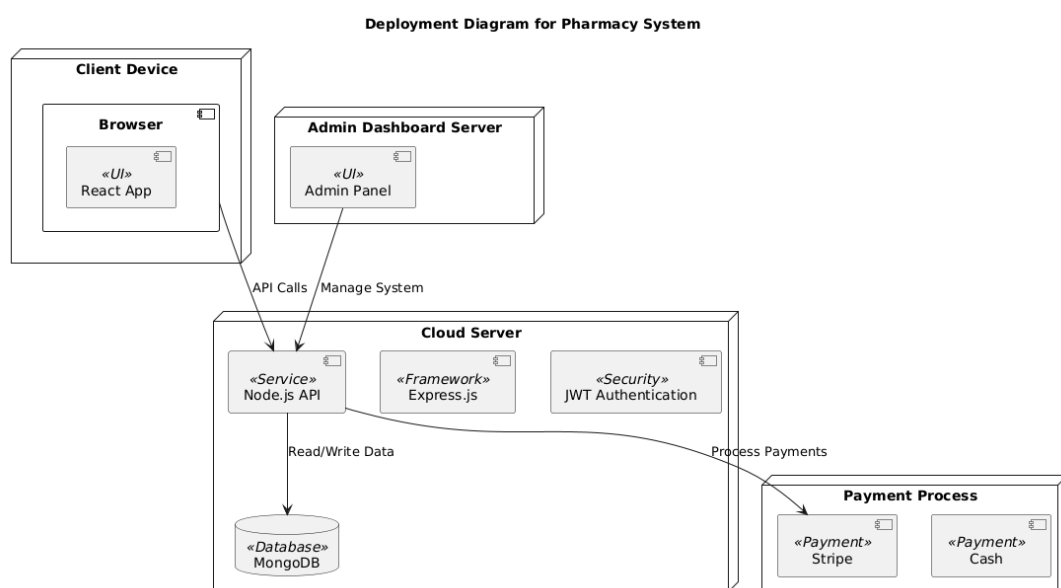 Deployment Diagram for Pharmacy System
Client Device
Browser
«UI»
React App
Admin Dashboard Server
«UI»
Admin Panel
API Calls
Manage System
Cloud Server
«Service»
Node.js API
«Framework»
Express.js
«Security»
JWT Authentication
Read/Write Data
Process Payments
Payment Process
«Database»
MongoDB
«Payment»
Stripe
«Payment»
Cash